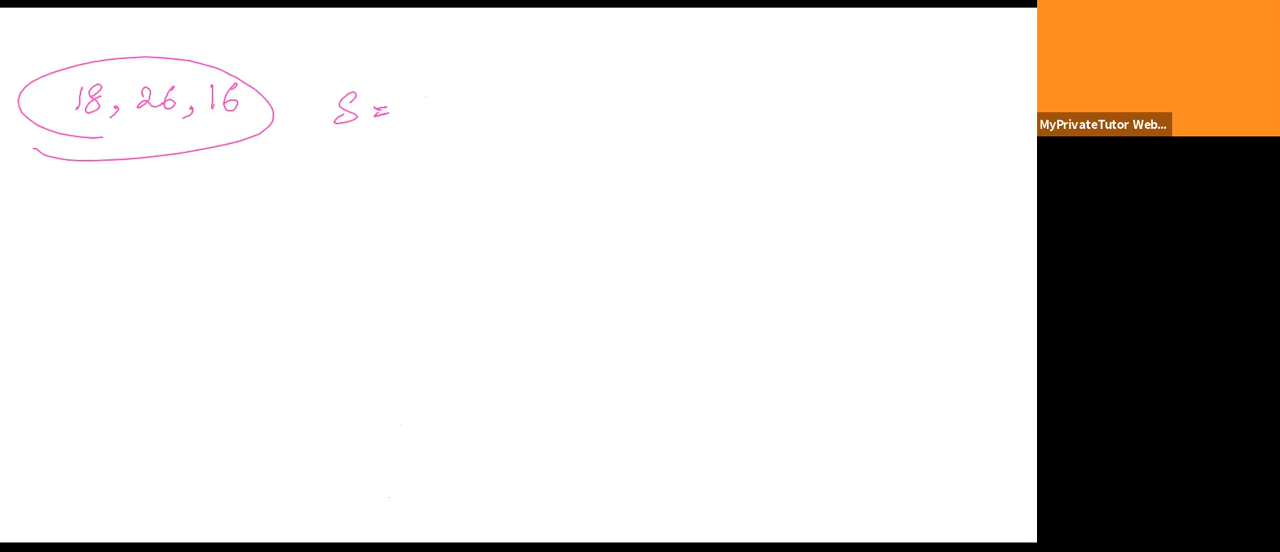 18, 26, 16 S =
MyPrivateTutor Web...